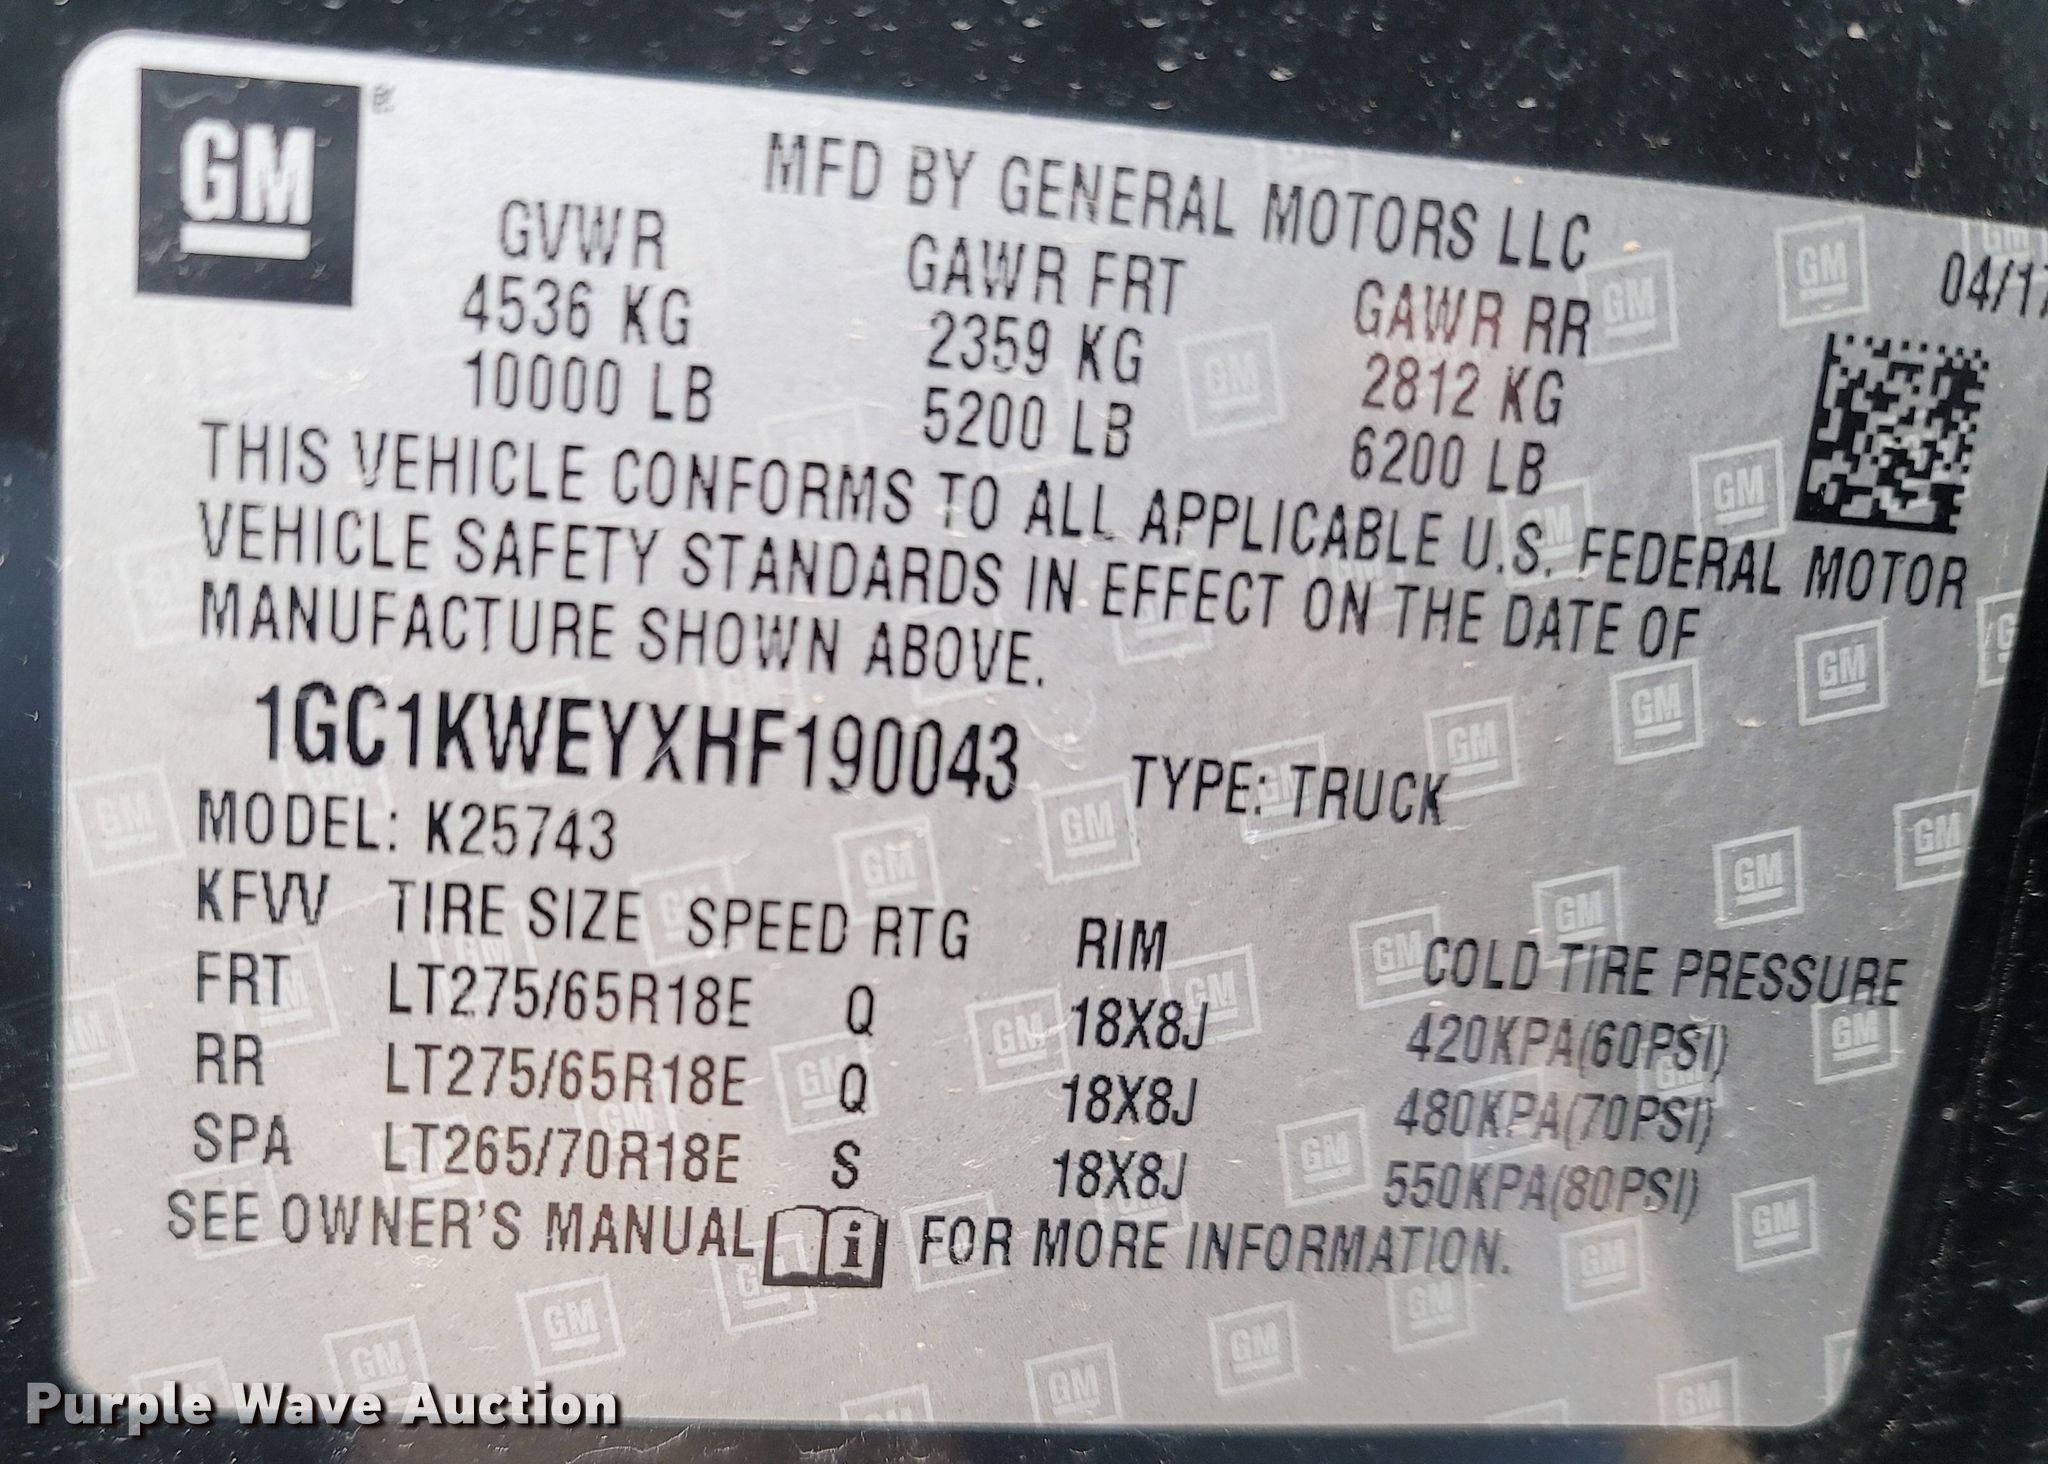 GM
MFD BY GENERAL MOTORS LLC
GVWR GAWR FRT GAWR RR 04/17
4536 KG 2359 KG 2812 KG
10000 LB 5200 LB 6200 LB
THIS VEHICLE CONFORMS TO ALL APPLICABLE U.S. FEDERAL MOTOR
VEHICLE SAFETY STANDARDS IN EFFECT ON THE DATE OF
MANUFACTURE SHOWN ABOVE.
1GC1KWEYXHF190043 TYPE: TRUCK
MODEL: K25743
KFVV TIRE SIZE SPEED RTG RIM COLD TIRE PRESSURE
FRT LT275/65R18E Q 18X8J 420KPA(60PSI)
RR LT275/65R18E Q 18X8J 480KPA(70PSI)
SPA LT265/70R18E S 18X8J 550KPA(80PSI)
SEE OWNER'S MANUAL i FOR MORE INFORMATION.
Purple Wave Auction